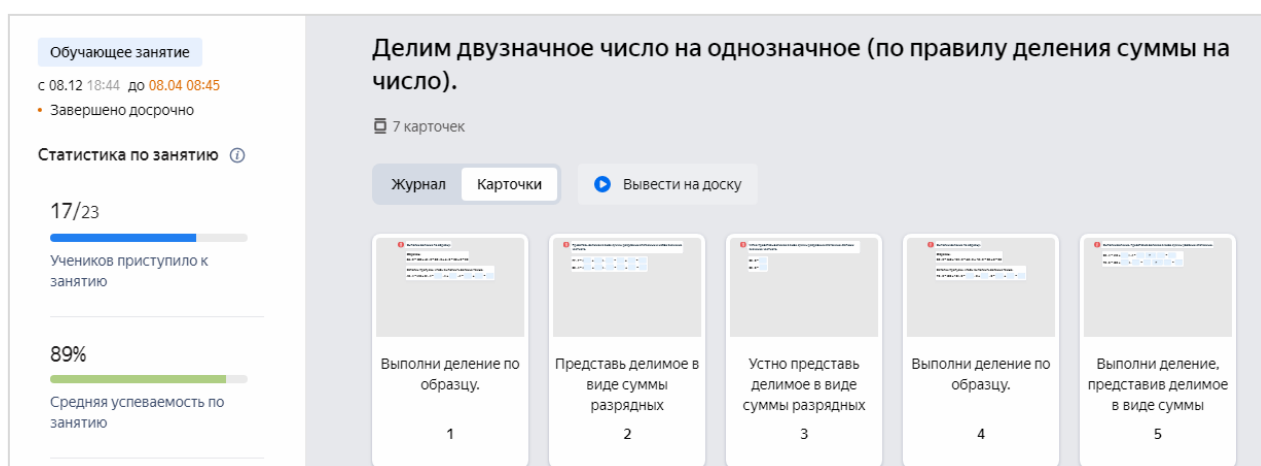 Обучающее занятие
с 08.12 18:44 до 08.04 08:45
• Завершено досрочно
Статистика по занятию
17/23
Учеников приступило к
занятию
89%
Средняя успеваемость по
занятию
Делим двузначное число на однозначное (по правилу деления суммы на
число).
7 карточек
Журнал Карточки Вывести на доску
Выполни деление по
образцу.
1
Представь делимое в
виде суммы
разрядных
2
Устно представь
делимое в виде
суммы разрядных
3
Выполни деление по
образцу.
4
Выполни деление,
представив делимое
в виде суммы
5